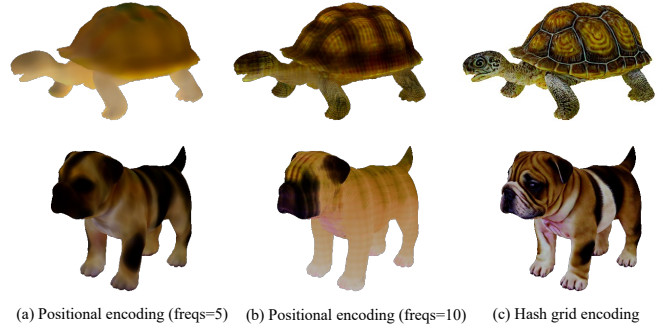 (a) Positional encoding (freqs=5) (b) Positional encoding (freqs=10) (c) Hash grid encoding